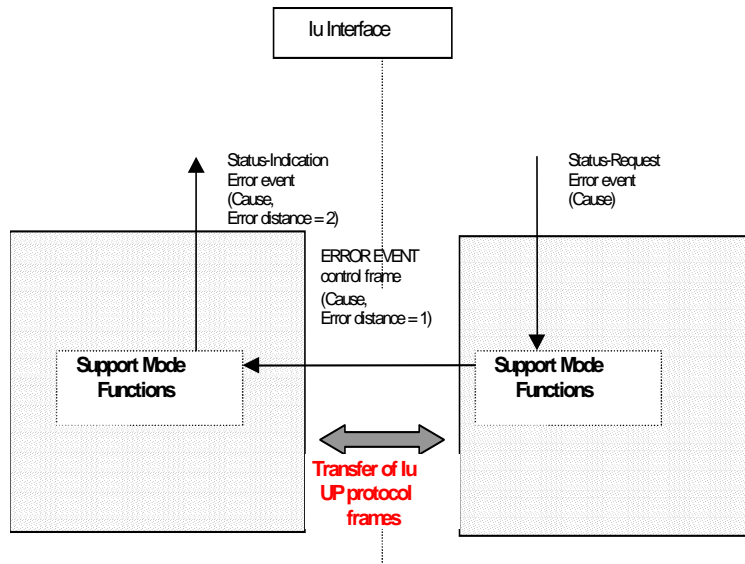 Iu Interface
Status-Indication
Error event
(Cause,
Error distance = 2)
Status-Request
Error event
(Cause)
ERROR EVENT
control frame
(Cause,
Error distance = 1)
Support Mode
Functions
Support Mode
Functions
Transfer of Iu
UP protocol
frames